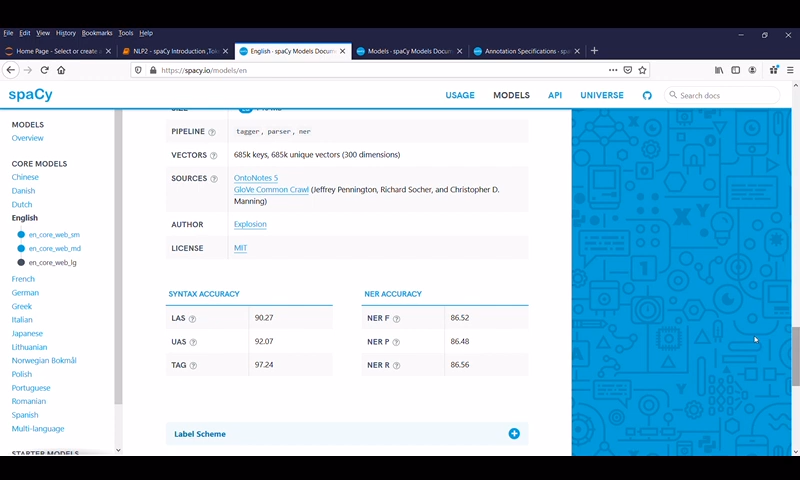 File Edit View History Bookmarks Tools Help
Home Page - Select or create a
NLP2 - spaCy Introduction ,Tok
English · spaCy Models Docum
Models · spaCy Models Docum
Annotation Specifications · spa
https://spacy.io/models/en
spaCy
USAGE MODELS API UNIVERSE
Search docs
MODELS
Overview
CORE MODELS
Chinese
Danish
Dutch
English
en_core_web_sm
en_core_web_md
en_core_web_lg
French
German
Greek
Italian
Japanese
Lithuanian
Norwegian Bokmål
Polish
Portuguese
Romanian
Spanish
Multi-language
STARTER MODELS
PIPELINE ? tagger, parser, ner
VECTORS ? 685k keys, 685k unique vectors (300 dimensions)
SOURCES ? OntoNotes 5
GloVe Common Crawl (Jeffrey Pennington, Richard Socher, and Christopher D.
Manning)
AUTHOR Explosion
LICENSE MIT
SYNTAX ACCURACY
LAS ? 90.27
UAS ? 92.07
TAG ? 97.24
NER ACCURACY
NER F ? 86.52
NER P ? 86.48
NER R ? 86.56
Label Scheme